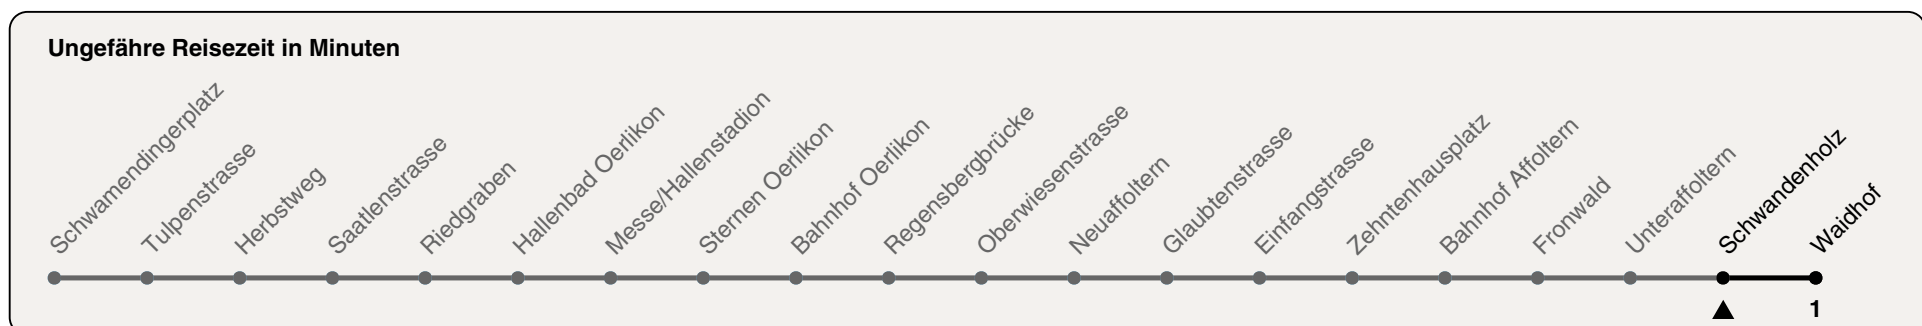 Ungefähre Reisezeit in Minuten
Schwamendingerplatz
Tulpenstrasse
Herbstweg
Saatlenstrasse
Riedgraben
Hallenbad Oerlikon
Messe/Hallenstadion
Sternen Oerlikon
Bahnhof Oerlikon
Regensbergbrücke
Oberwiesenstrasse
Neuaffoltern
Glaubtenstrasse
Einfangstrasse
Zehntenhausplatz
Bahnhof Affoltern
Fronwald
Unteraffoltern
Schwandenholz
Waidhof
1